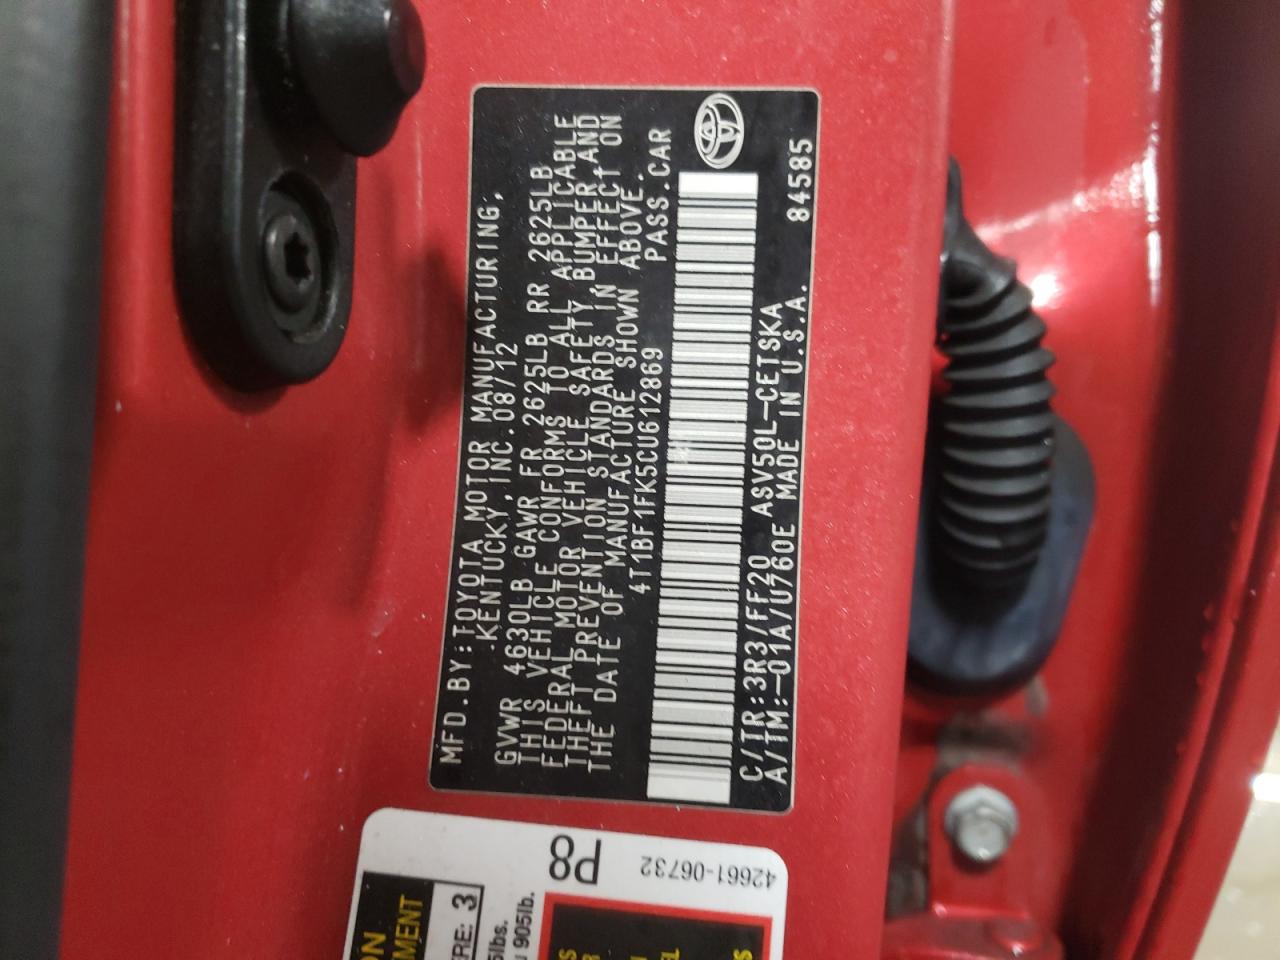 MFD.BY:TOYOTA MOTOR MANUFACTURING,
KENTUCKY,INC.08/12
GVWR 4630LB GAWR FR 2625LB RR 2625LB
THIS VEHICLE CONFORMS TO ALL APPLICABLE
FEDERAL MOTOR VEHICLE SAFETY,BUMPER,AND
THEFT PREVENTION STANDARDS IN EFFECT ON
THE DATE OF MANUFACTURE SHOWN ABOVE.
4T1BF1FK5CU612869 PASS.CAR
C/TR:3R3/FF20 ASV50L-CETSKA
A/TM:-01A/U760E MADE IN U.S.A. 84585
P8
42661-06732
3
905lb.